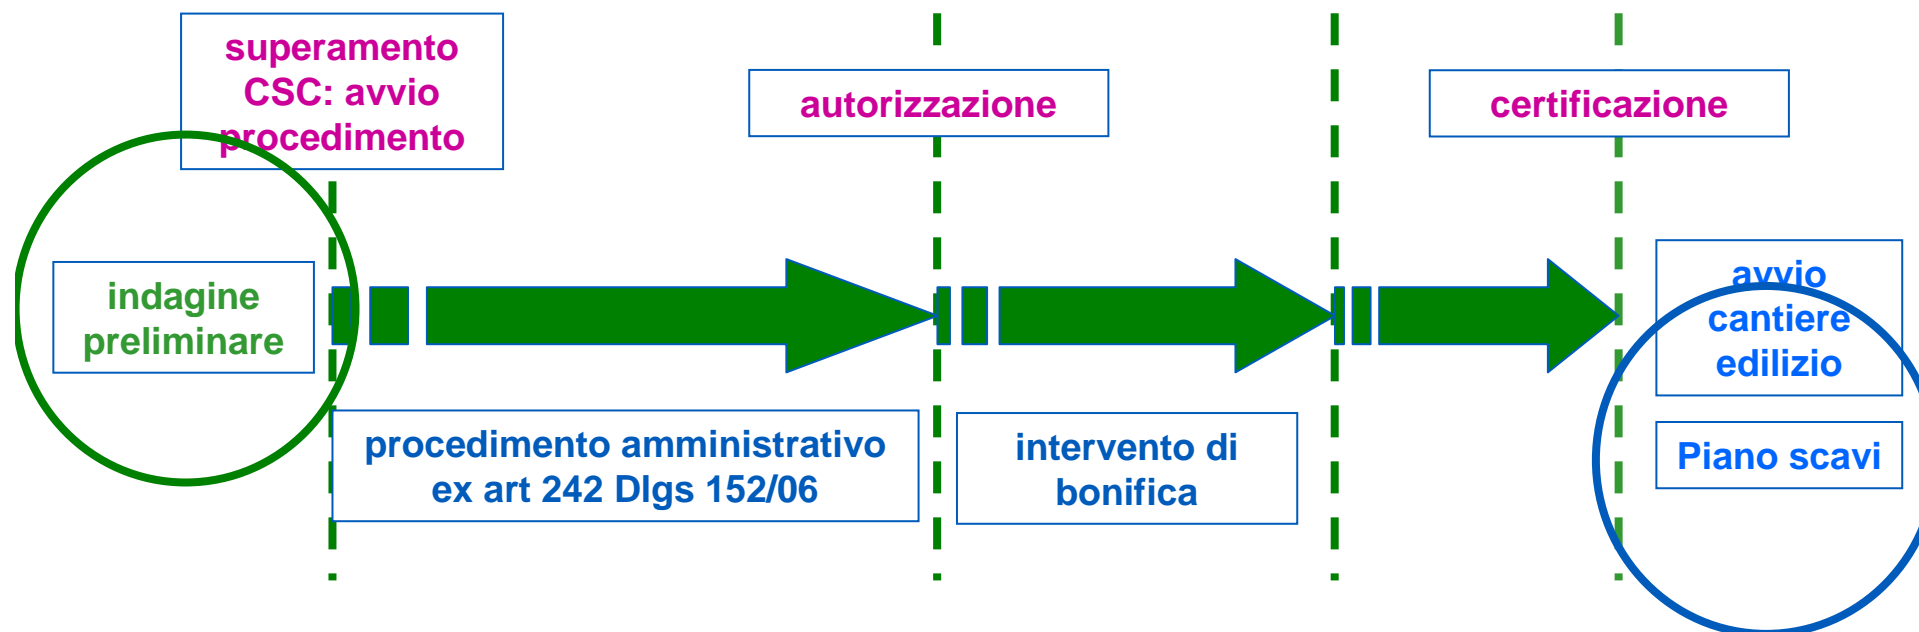 superamento
CSC: avvio
procedimento
autorizzazione
certificazione
indagine
preliminare
avvio
cantiere
edilizio
procedimento amministrativo
ex art 242 Dlgs 152/06
intervento di
bonifica
Piano scavi